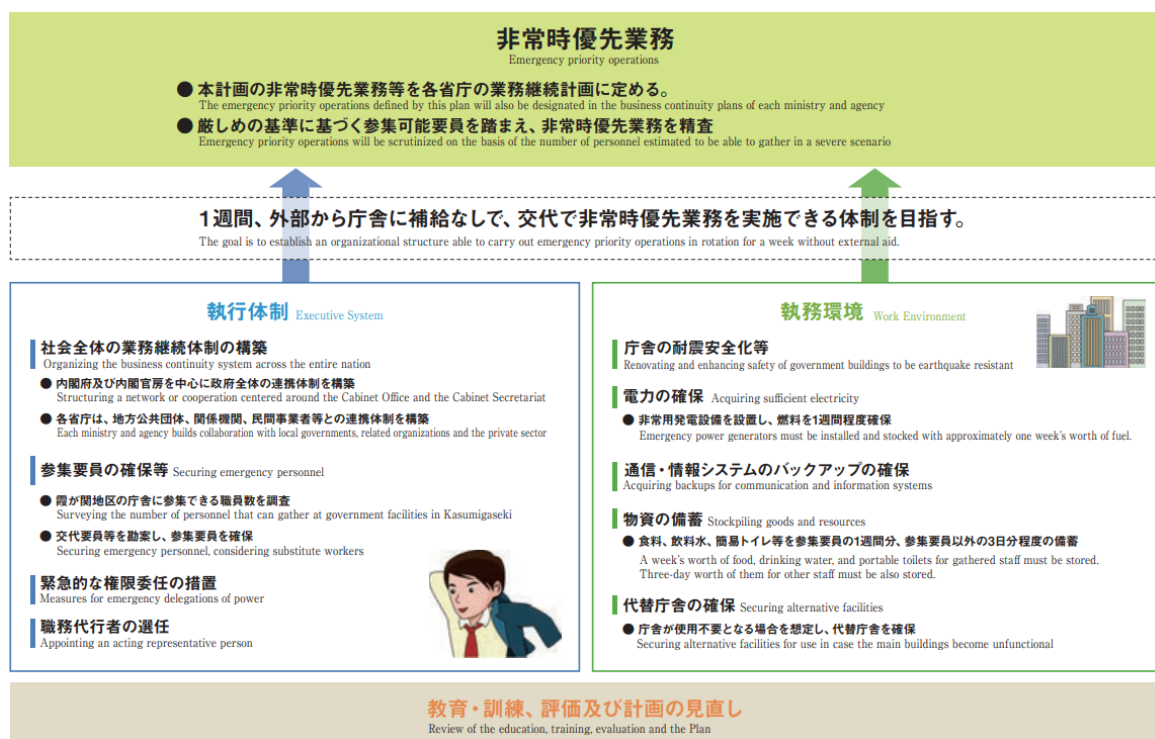 非常時優先業務
Emergency priority operations
● 本計画の非常時優先業務等を各省庁の業務継続計画に定める。
The emergency priority operations defined by this plan will also be designated in the business continuity plans of each ministry and agency
● 厳しめの基準に基づく参集可能要員を踏まえ、非常時優先業務を精査
Emergency priority operations will be scrutinized on the basis of the number of personnel estimated to be able to gather in a severe scenario
1週間、外部から庁舎に補給なしで、交代で非常時優先業務を実施できる体制を目指す。
The goal is to establish an organizational structure able to carry out emergency priority operations in rotation for a week without external aid.
執行体制 Executive System
社会全体の業務継続体制の構築
Organizing the business continuity system across the entire nation
● 内閣府及び内閣官房を中心に政府全体の連携体制を構築
Structuring a network or cooperation centered around the Cabinet Office and the Cabinet Secretariat
● 各省庁は、地方公共団体、関係機関、民間事業者等との連携体制を構築
Each ministry and agency builds collaboration with local governments, related organizations and the private sector
参集要員の確保等 Securing emergency personnel
● 霞が関地区の庁舎に参集できる職員数を調査
Surveying the number of personnel that can gather at government facilities in Kasumigaseki
● 交代要員等を勘案し、参集要員を確保
Securing emergency personnel, considering substitute workers
緊急的な権限委任の措置
Measures for emergency delegations of power
職務代行者の選任
Appointing an acting representative person
執務環境 Work Environment
庁舎の耐震安全化等
Renovating and enhancing safety of government buildings to be earthquake resistant
電力の確保 Acquiring sufficient electricity
● 非常用発電設備を設置し、燃料を1週間程度確保
Emergency power generators must be installed and stocked with approximately one week's worth of fuel.
通信・情報システムのバックアップの確保
Acquiring backups for communication and information systems
物資の備蓄 Stockpiling goods and resources
● 食料、飲料水、簡易トイレ等を参集要員の1週間分、参集要員以外の3日分程度の備蓄
A week's worth of food, drinking water, and portable toilets for gathered staff must be stored.
Three-day worth of them for other staff must be also stored.
代替庁舎の確保 Securing alternative facilities
● 庁舎が使用不要となる場合を想定し、代替庁舎を確保
Securing alternative facilities for use in case the main buildings become unfunctional
教育・訓練、評価及び計画の見直し
Review of the education, training, evaluation and the Plan